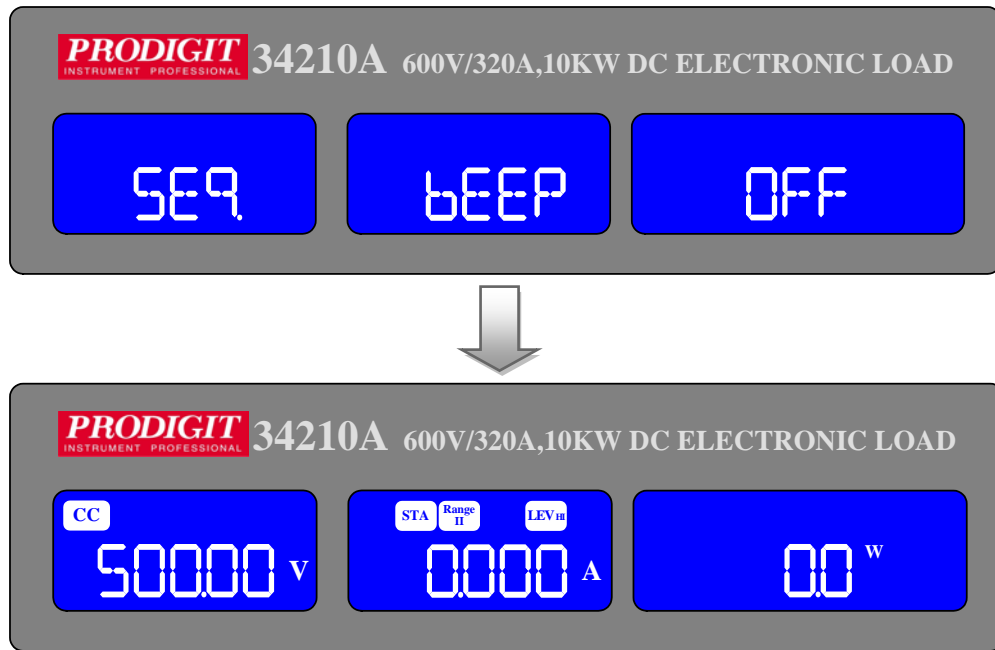 PRODIGIT 34210A 600V/320A,10KW DC ELECTRONIC LOAD
INSTRUMENT PROFESSIONAL
SEq. bEEP OFF
PRODIGIT 34210A 600V/320A,10KW DC ELECTRONIC LOAD
INSTRUMENT PROFESSIONAL
CC STA Range II LEV HI
500.00 V 0.000 A 0.0 W